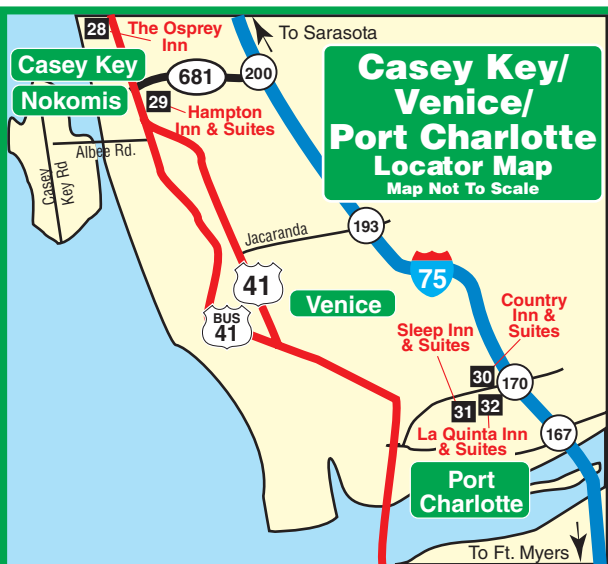 28
The Osprey
Inn
To Sarasota
Casey Key
Nokomis
681
200
29
Hampton
Inn & Suites
Casey Key/
Venice/
Port Charlotte
Locator Map
Map Not To Scale
Albee Rd.
Casey
Key Rd
Jacaranda
193
75
41
BUS
41
Venice
Country
Inn &
Suites
Sleep Inn
& Suites
30
170
31
32
La Quinta Inn
& Suites
167
Port
Charlotte
To Ft. Myers